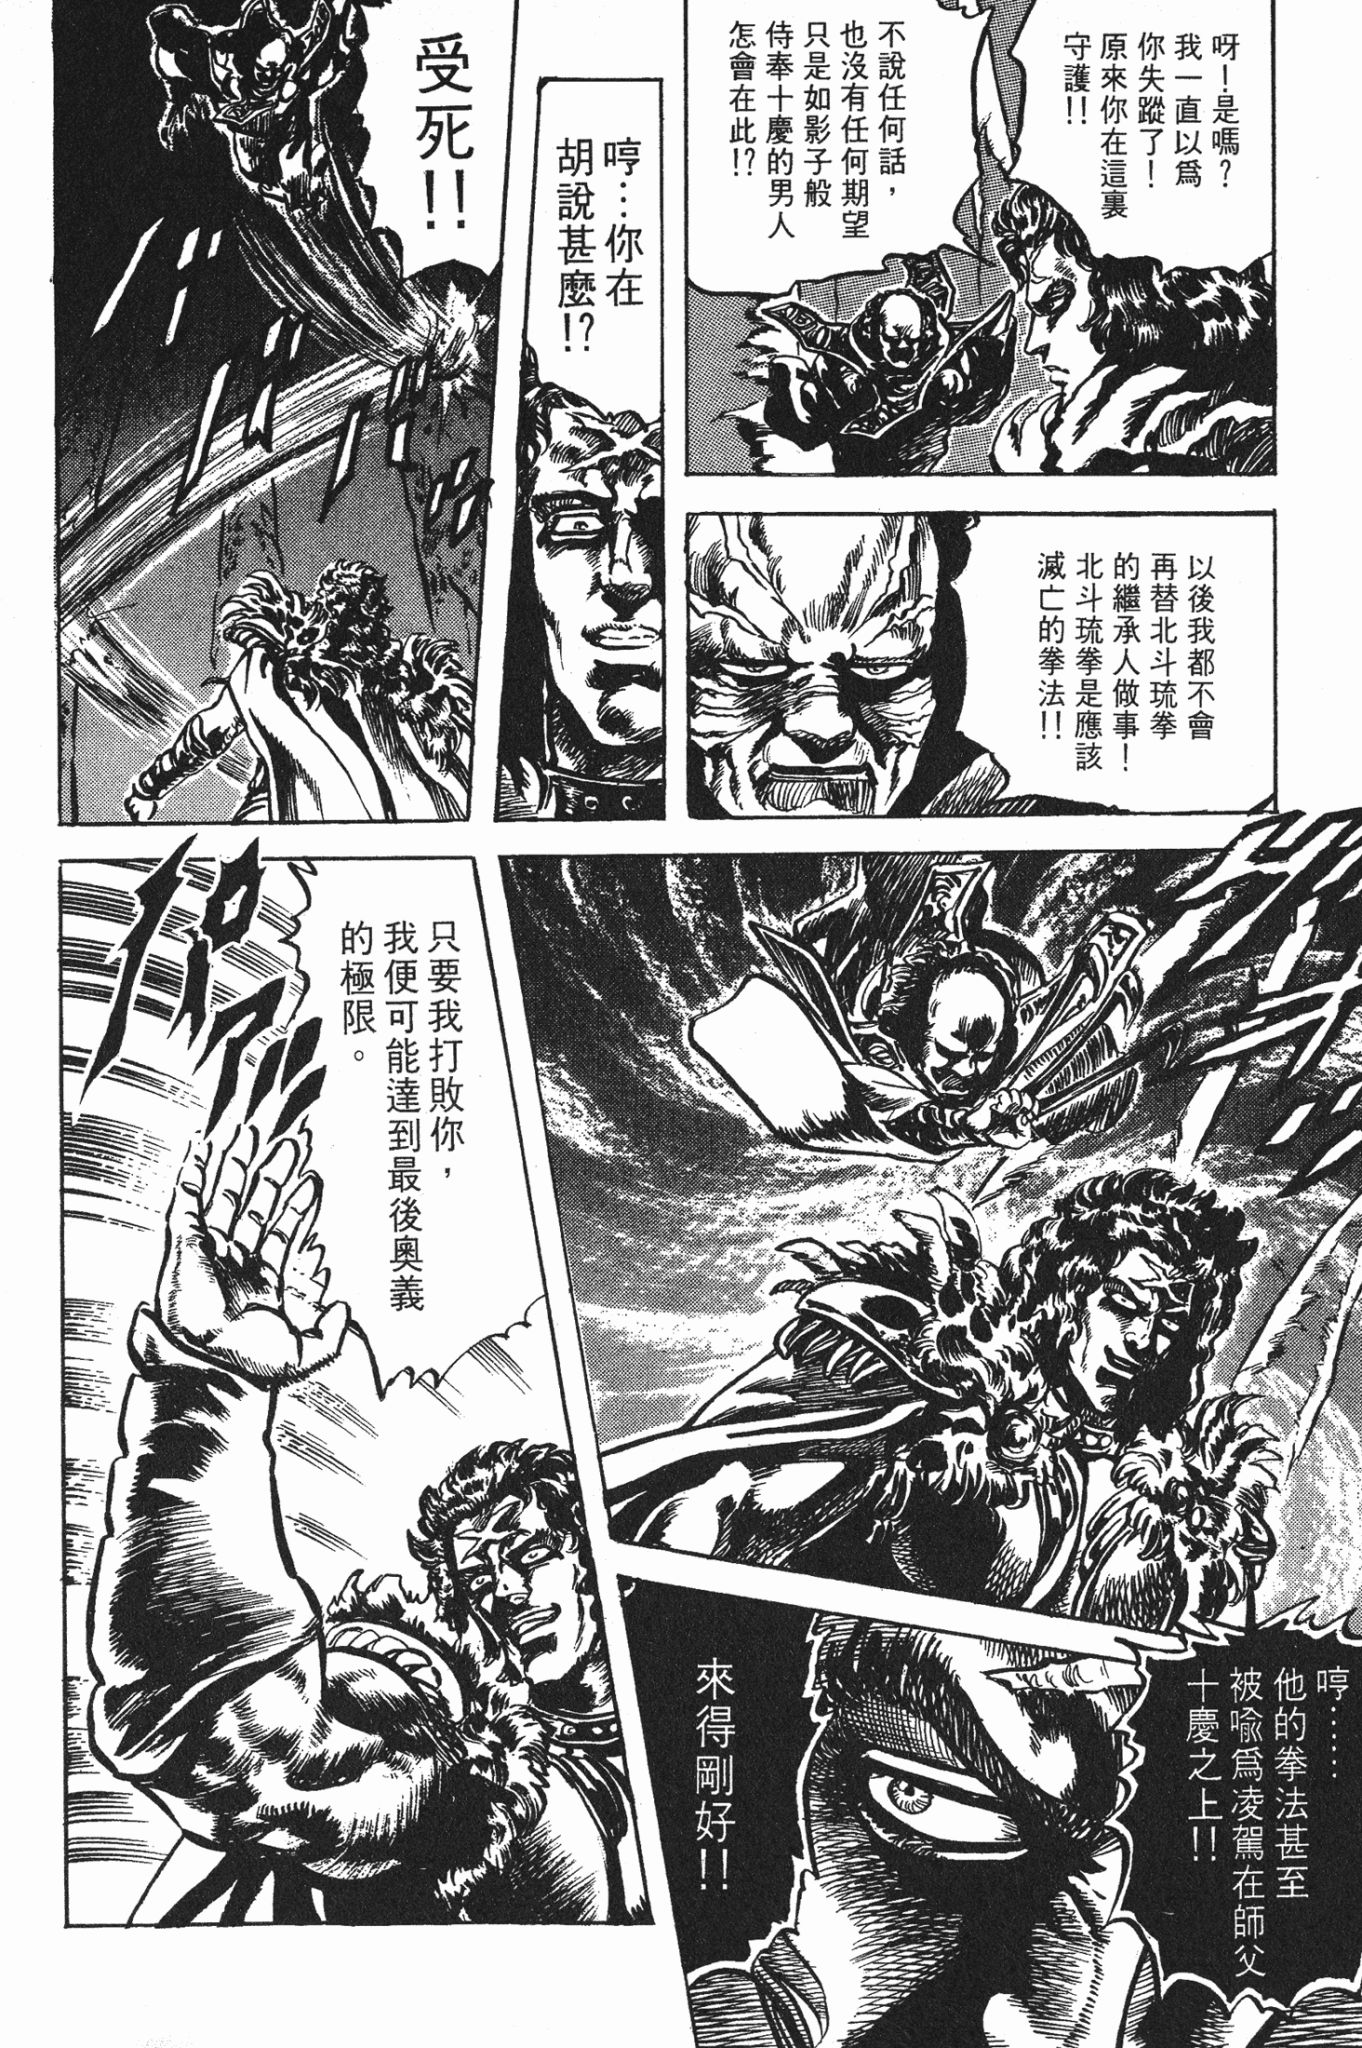 呀！是嗎？
我一直以爲
你失蹤了！
原來你在這裏
守護！！
不說任何話，
也沒有任何期望
只是如影子般
侍奉十慶的男人
怎會在此！？
以後我都不會
再替北斗琉拳
的繼承人做事！
北斗琉拳是應該
滅亡的拳法！！
哼…你在
胡說甚麼！？
受死！！
哼……
他的拳法甚至
被喩爲凌駕在師父
十慶之上！！
來得剛好！！
只要我打敗你，
我便可能達到最後奧義
的極限。